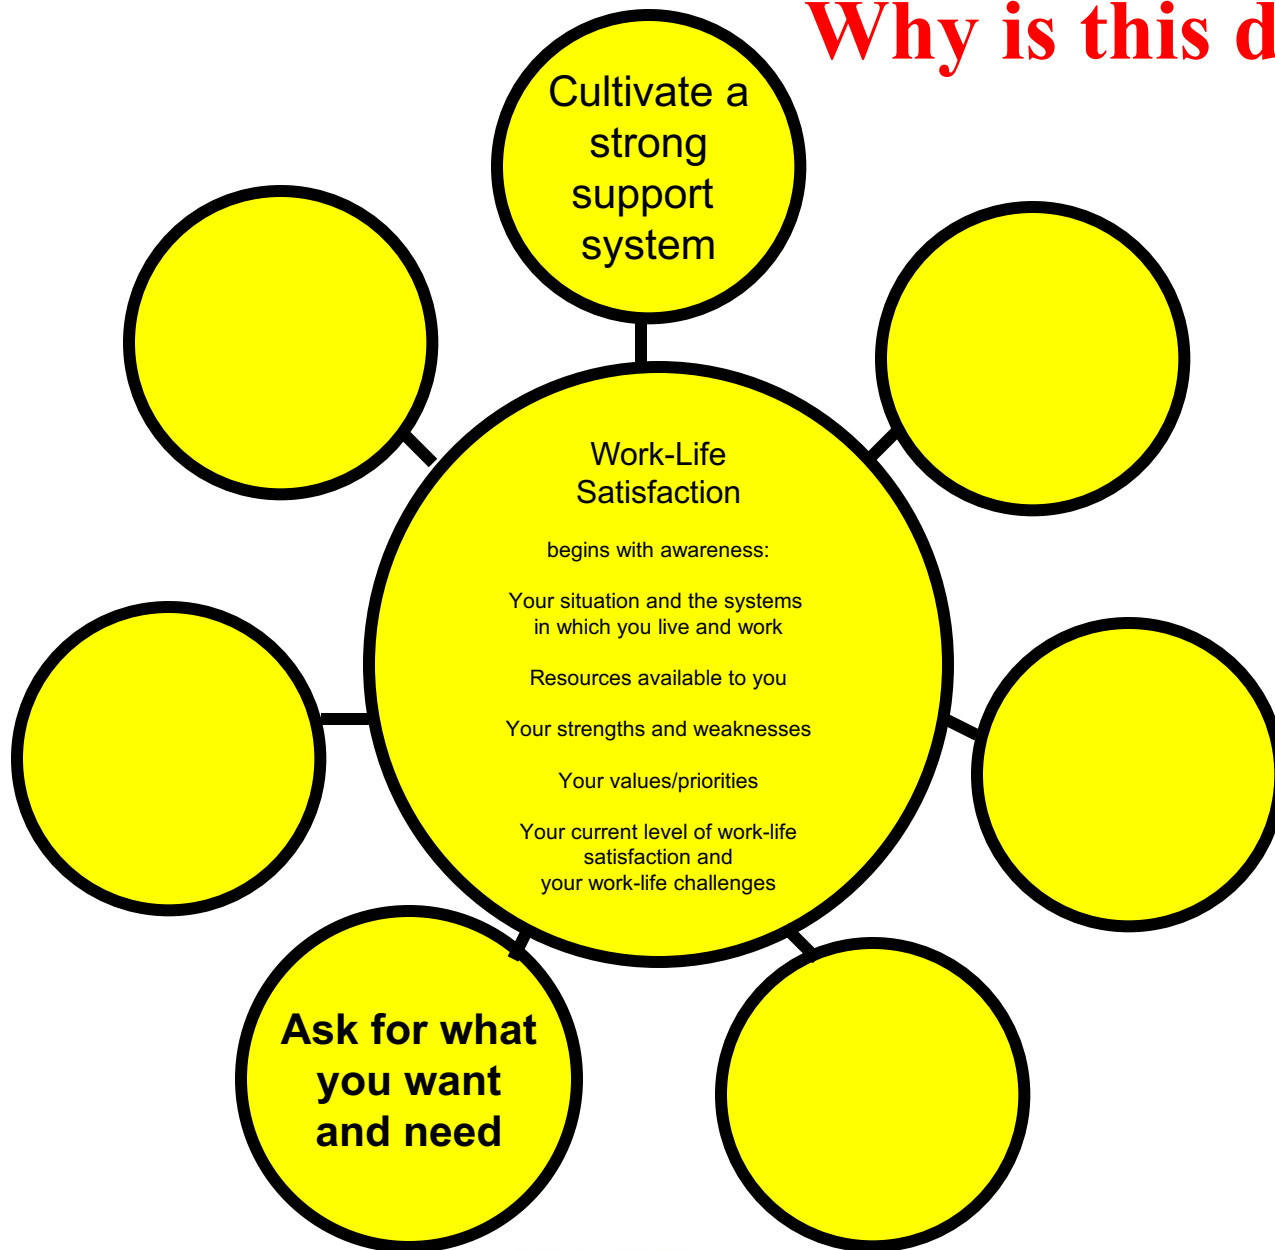 Why is this d
Cultivate a
strong
support
system
Work-Life
Satisfaction
begins with awareness:
Your situation and the systems
in which you live and work
Resources available to you
Your strengths and weaknesses
Your values/priorities
Your current level of work-life
satisfaction and
your work-life challenges
Ask for what
you want
and need